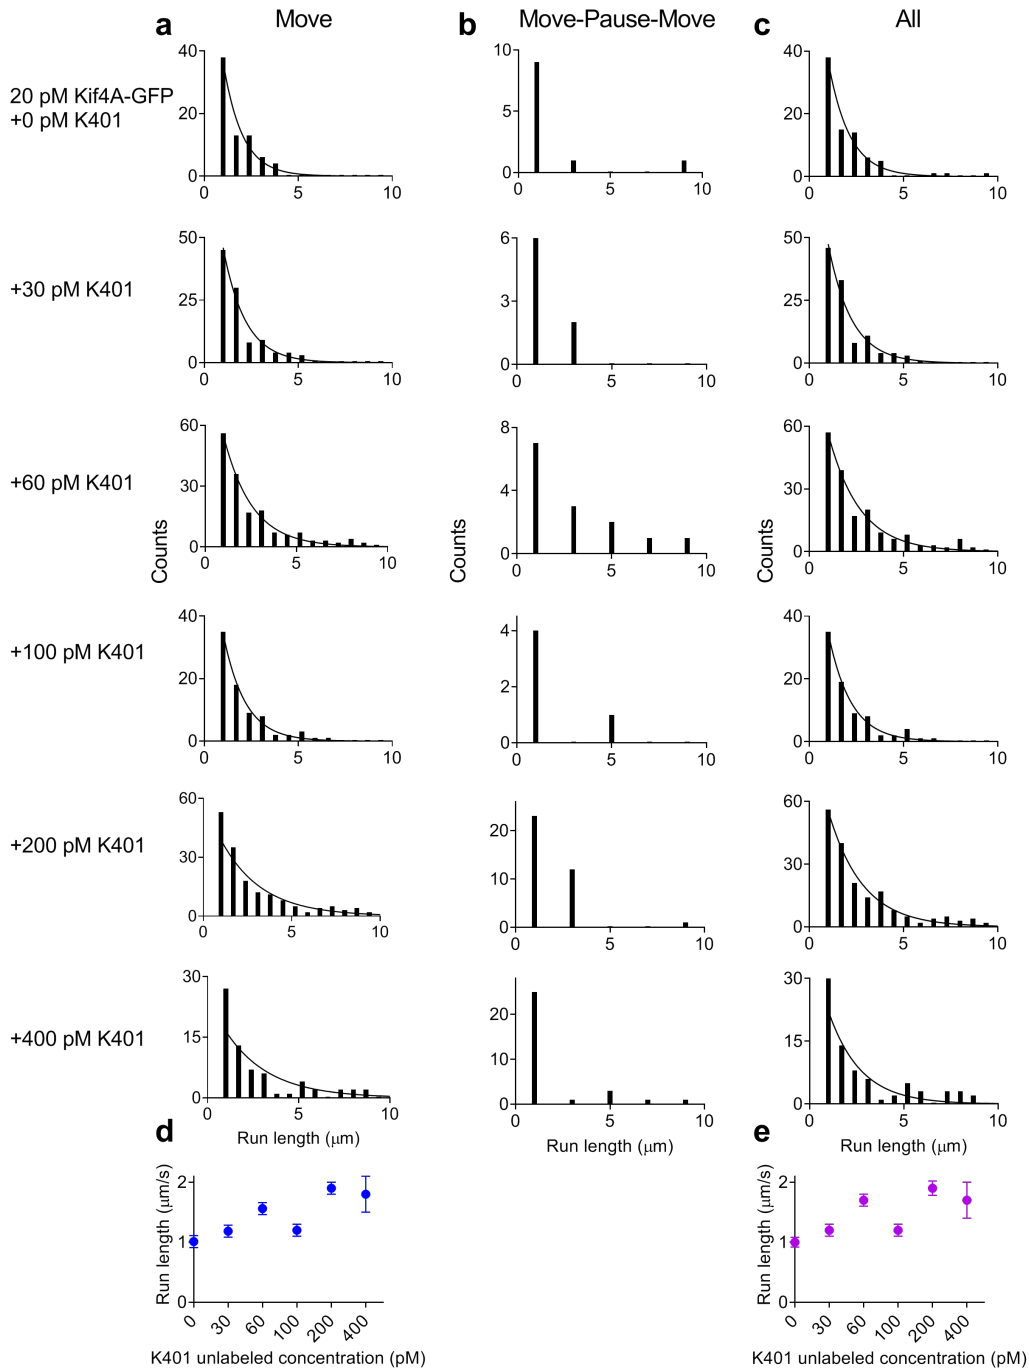 a Move
b Move-Pause-Move
c All
20 pM Kif4A-GFP
+0 pM K401
40
20
0
0 5 10
10
5
0
0 5 10
40
20
0
0 5 10
+30 pM K401
50
25
0
0 5 10
6
3
0
0 5 10
50
25
0
0 5 10
+60 pM K401
Counts
60
30
0
0 5 10
Counts
8
4
0
0 5 10
Counts
60
30
0
0 5 10
+100 pM K401
40
20
0
0 5 10
4
2
0
0 5 10
40
20
0
0 5 10
+200 pM K401
60
30
0
0 5 10
20
10
0
0 5 10
60
30
0
0 5 10
+400 pM K401
30
15
0
0 5 10
Run length (μm)
20
10
0
0 5 10
Run length (μm)
30
15
0
0 5 10
Run length (μm)
d
Run length (μm/s)
2
1
0
0 30 60 100 200 400
K401 unlabeled concentration (pM)
e
Run length (μm/s)
2
1
0
0 30 60 100 200 400
K401 unlabeled concentration (pM)